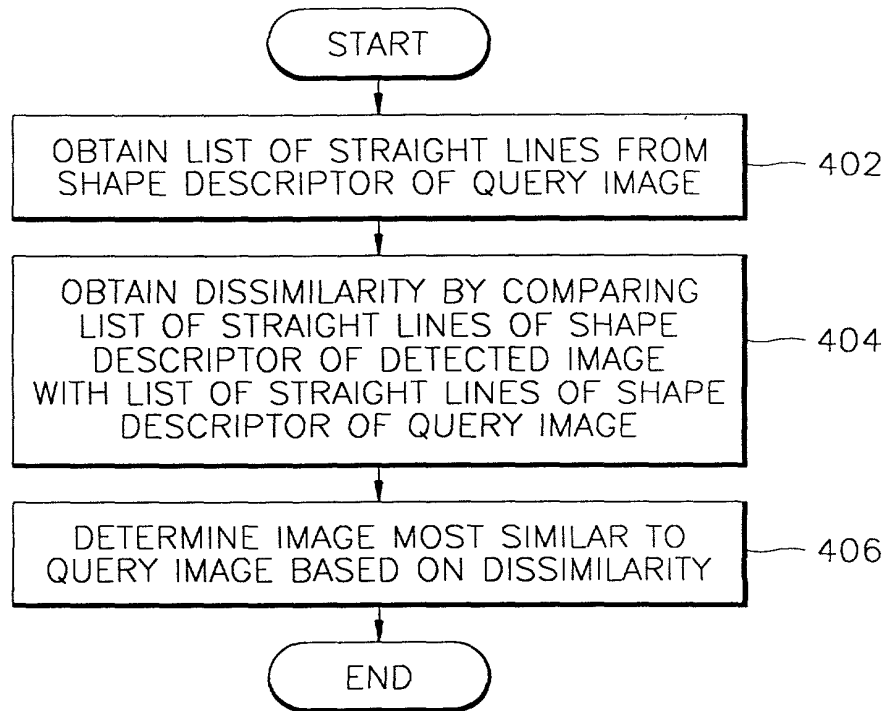 START
OBTAIN LIST OF STRAIGHT LINES FROM
SHAPE DESCRIPTOR OF QUERY IMAGE
402
OBTAIN DISSIMILARITY BY COMPARING
LIST OF STRAIGHT LINES OF SHAPE
DESCRIPTOR OF DETECTED IMAGE
WITH LIST OF STRAIGHT LINES OF SHAPE
DESCRIPTOR OF QUERY IMAGE
404
DETERMINE IMAGE MOST SIMILAR TO
QUERY IMAGE BASED ON DISSIMILARITY
406
END